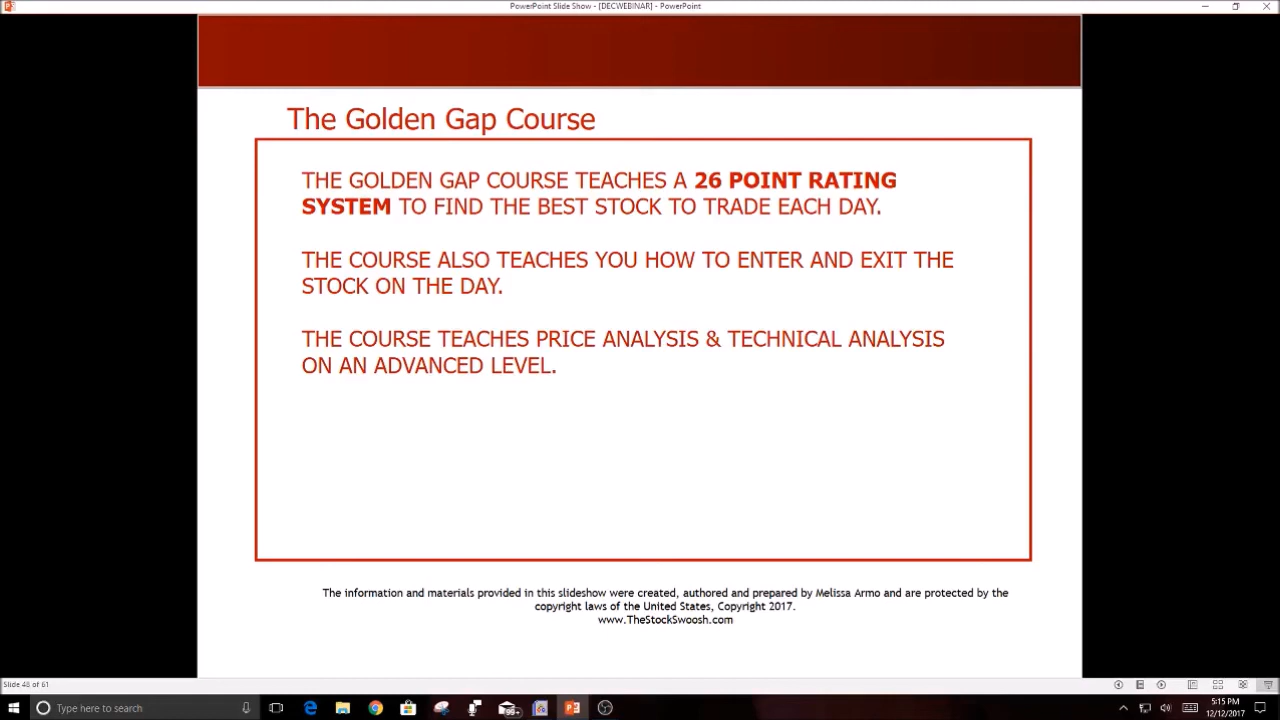 PowerPoint Slide Show - [DECWEBINAR] - PowerPoint
The Golden Gap Course
THE GOLDEN GAP COURSE TEACHES A 26 POINT RATING
SYSTEM TO FIND THE BEST STOCK TO TRADE EACH DAY.
THE COURSE ALSO TEACHES YOU HOW TO ENTER AND EXIT THE
STOCK ON THE DAY.
THE COURSE TEACHES PRICE ANALYSIS & TECHNICAL ANALYSIS
ON AN ADVANCED LEVEL.
The information and materials provided in this slideshow were created, authored and prepared by Melissa Armo and are protected by the
copyright laws of the United States, Copyright 2017.
www.TheStockSwoosh.com
Slide 48 of 61
Type here to search
5:15 PM
12/12/2017